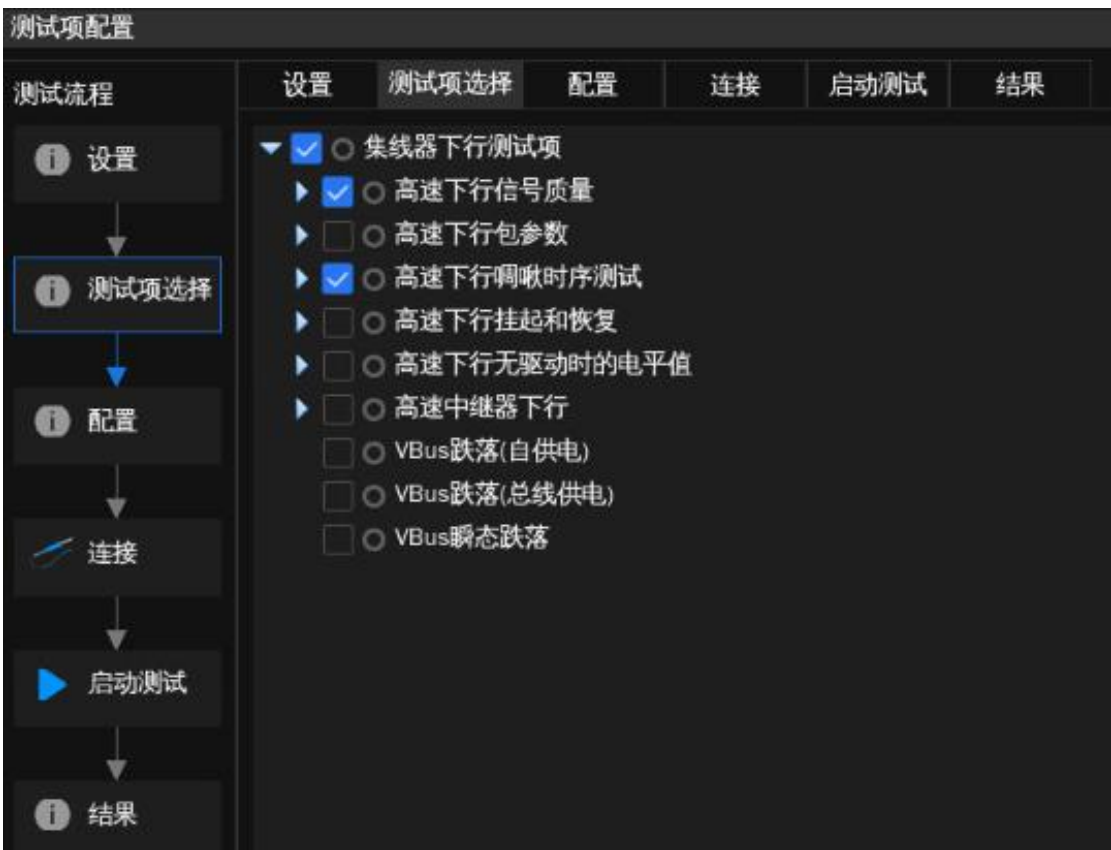 测试项配置
测试流程
设置
测试项选择
配置
连接
启动测试
结果
设置 测试项选择 配置 连接 启动测试 结果
集线器下行测试项
高速下行信号质量
高速下行包参数
高速下行啁啾时序测试
高速下行挂起和恢复
高速下行无驱动时的电平值
高速中继器下行
VBus跌落(自供电)
VBus跌落(总线供电)
VBus瞬态跌落